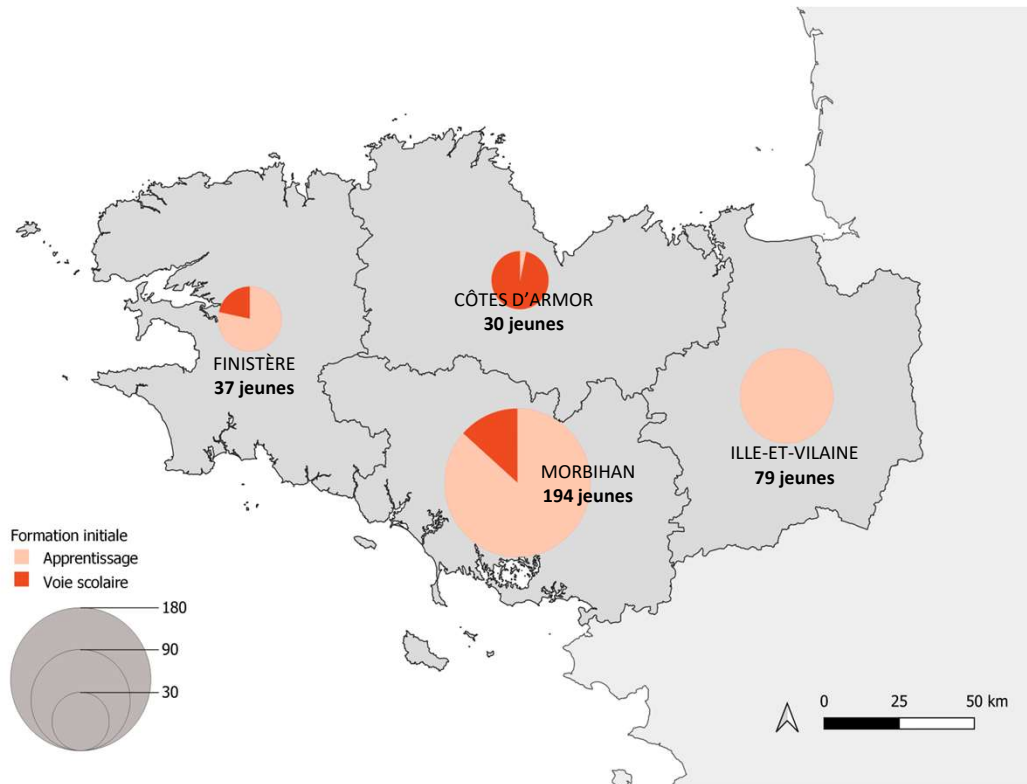 CÔTES D’ARMOR
30 jeunes
FINISTÈRE
37 jeunes
ILLE-ET-VILAINE
79 jeunes
MORBIHAN
194 jeunes
Formation initiale
Apprentissage
Voie scolaire
180
90
30
0 25 50 km